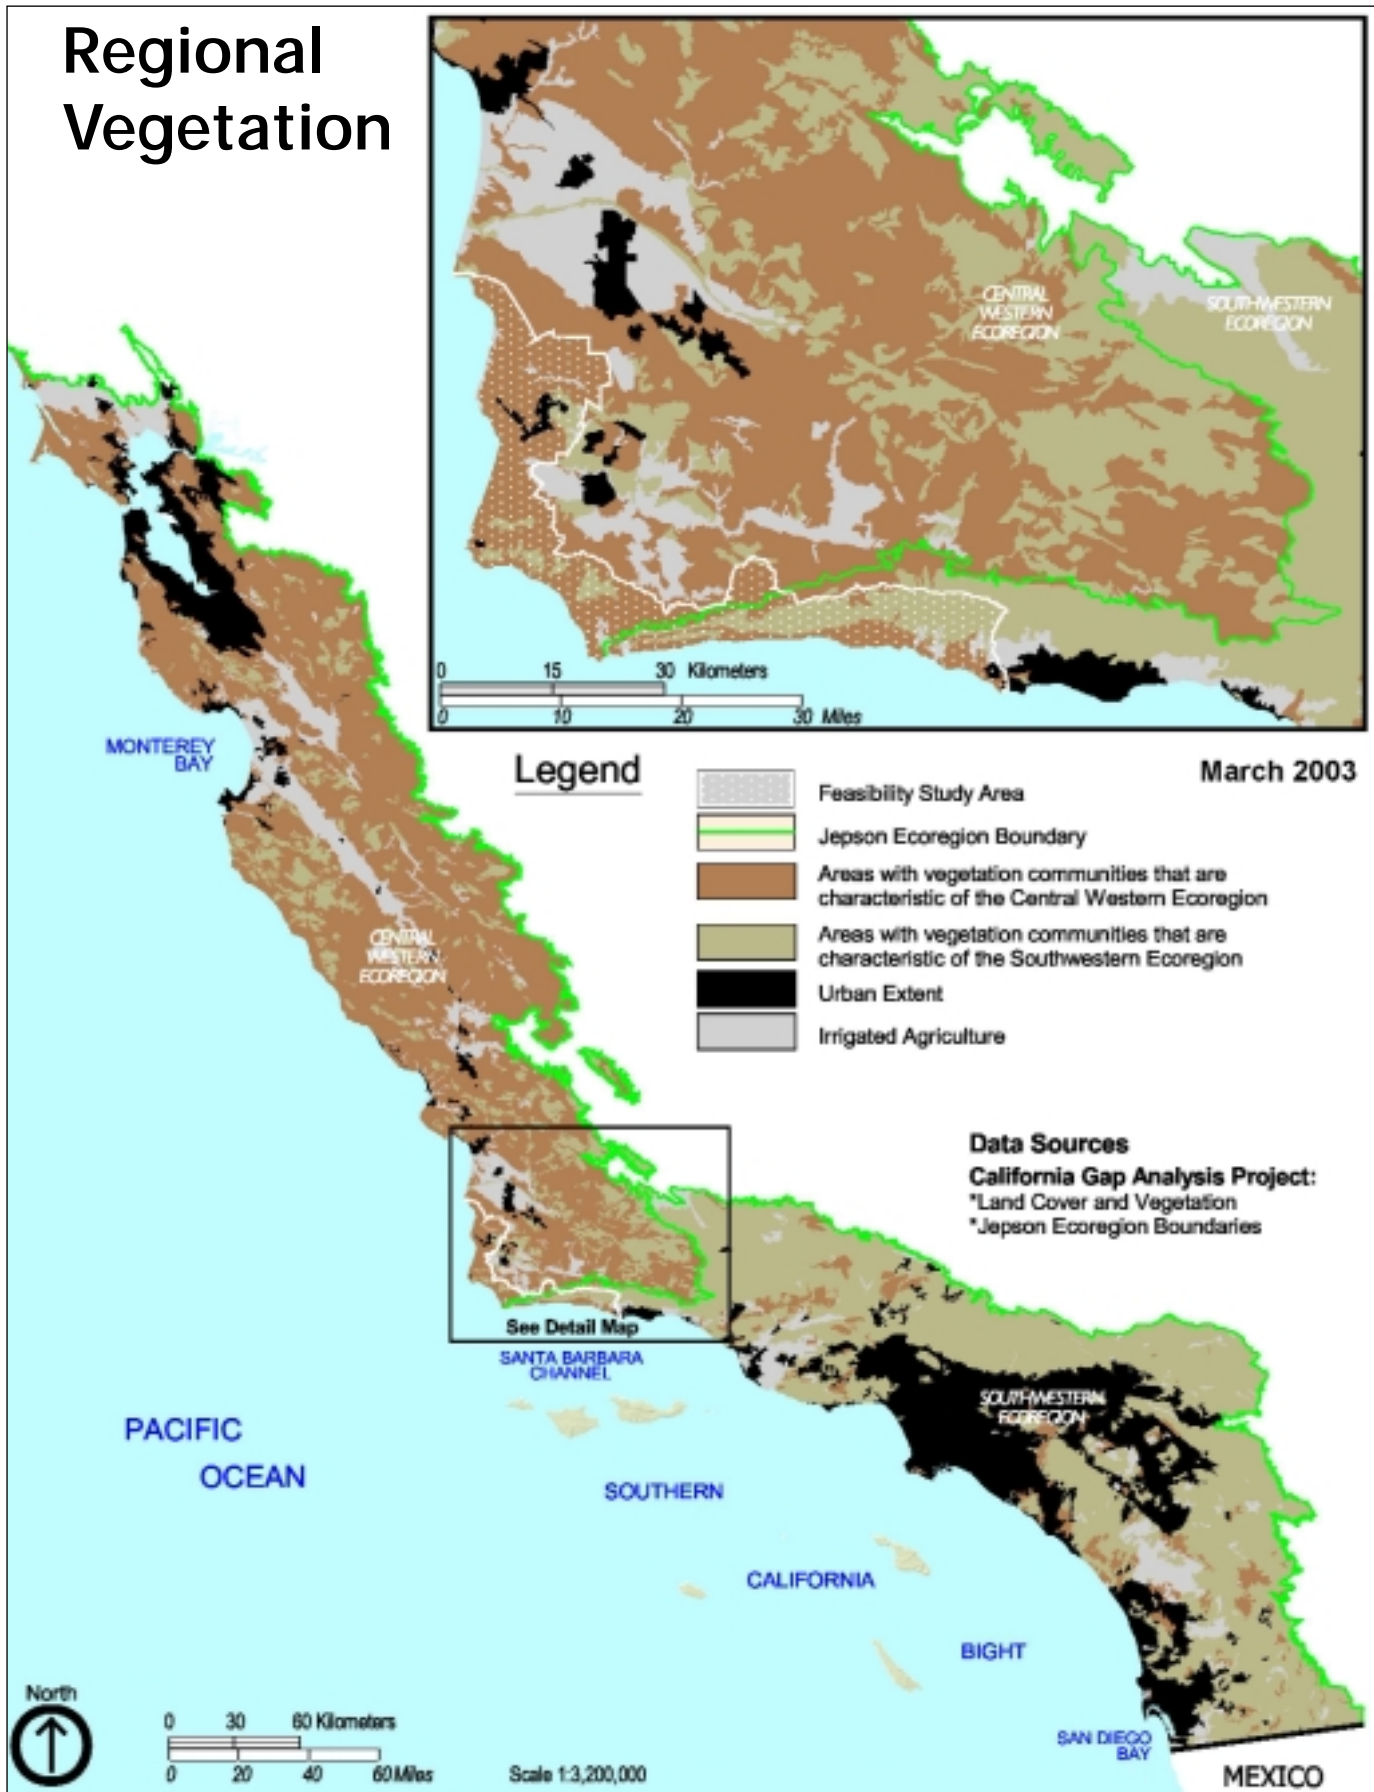 Regional
Vegetation
CENTRAL
WESTERN
ECOREGION
SOUTHWESTERN
ECOREGION
0 15 30 Kilometers
0 10 20 30 Miles
March 2003
Legend
Feasibility Study Area
Jepson Ecoregion Boundary
Areas with vegetation communities that are
characteristic of the Central Western Ecoregion
Areas with vegetation communities that are
characteristic of the Southwestern Ecoregion
Urban Extent
Irrigated Agriculture
MONTEREY
BAY
CENTRAL
WESTERN
ECOREGION
Data Sources
California Gap Analysis Project:
*Land Cover and Vegetation
*Jepson Ecoregion Boundaries
See Detail Map
SANTA BARBARA
CHANNEL
SOUTHWESTERN
ECOREGION
PACIFIC
OCEAN
SOUTHERN
CALIFORNIA
BIGHT
North
0 30 60 Kilometers
0 20 40 60 Miles
Scale 1:3,200,000
SAN DIEGO
BAY
MEXICO